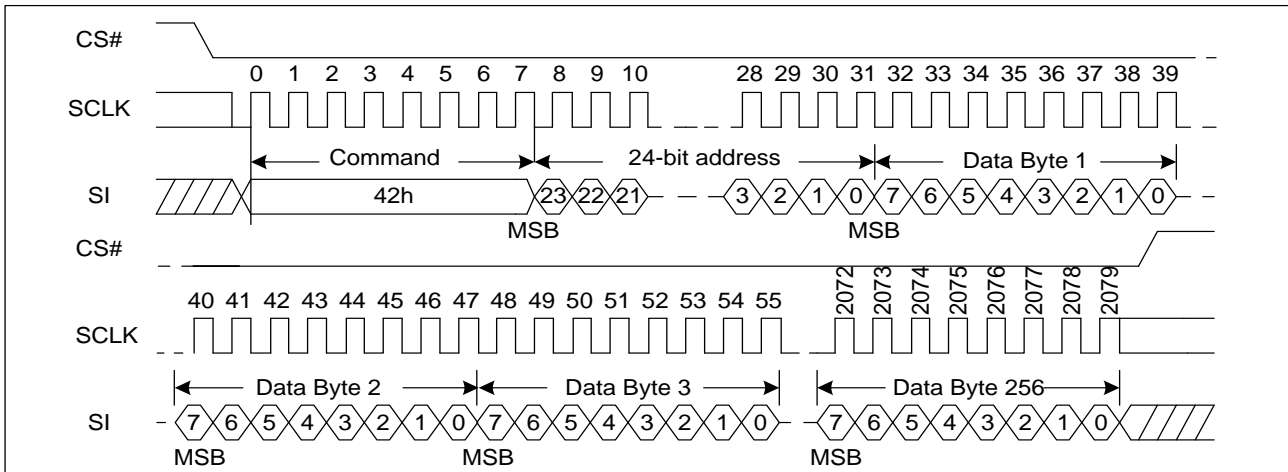 CS#
0 1 2 3 4 5 6 7 8 9 10 28 29 30 31 32 33 34 35 36 37 38 39
SCLK
Command 24-bit address Data Byte 1
SI 42h 23 22 21 3 2 1 0 7 6 5 4 3 2 1 0
MSB MSB
CS#
40 41 42 43 44 45 46 47 48 49 50 51 52 53 54 55 2072 2073 2074 2075 2076 2077 2078 2079
SCLK
Data Byte 2 Data Byte 3 Data Byte 256
SI 7 6 5 4 3 2 1 0 7 6 5 4 3 2 1 0 7 6 5 4 3 2 1 0
MSB MSB MSB